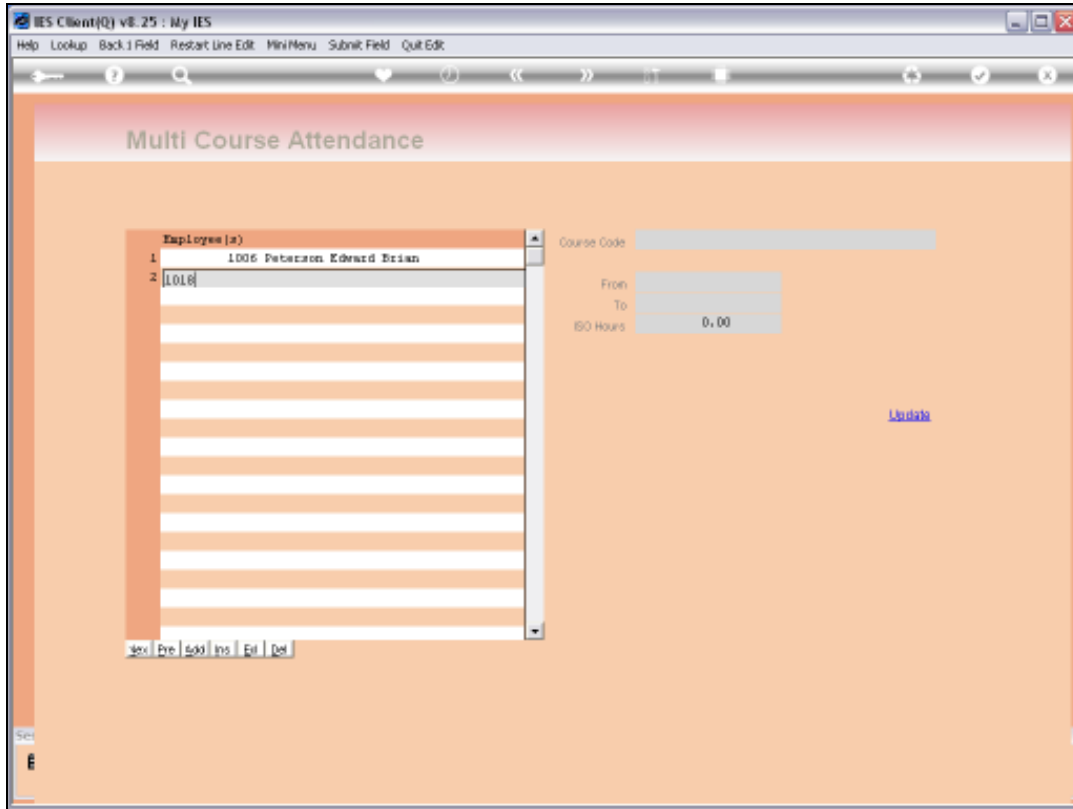 IES Client(Q) v8.25 : My IES
Help Lookup Back 1 Field Restart Line Edit MiniMenu Submit Field Quit Edit
Multi Course Attendance
Employee(s)
1 1006 Peterson Edward Brian
2 1018
Course Code
From
To
ISO Hours 0.00
Update
Nex Pre Add Ins Edi Del
Ses